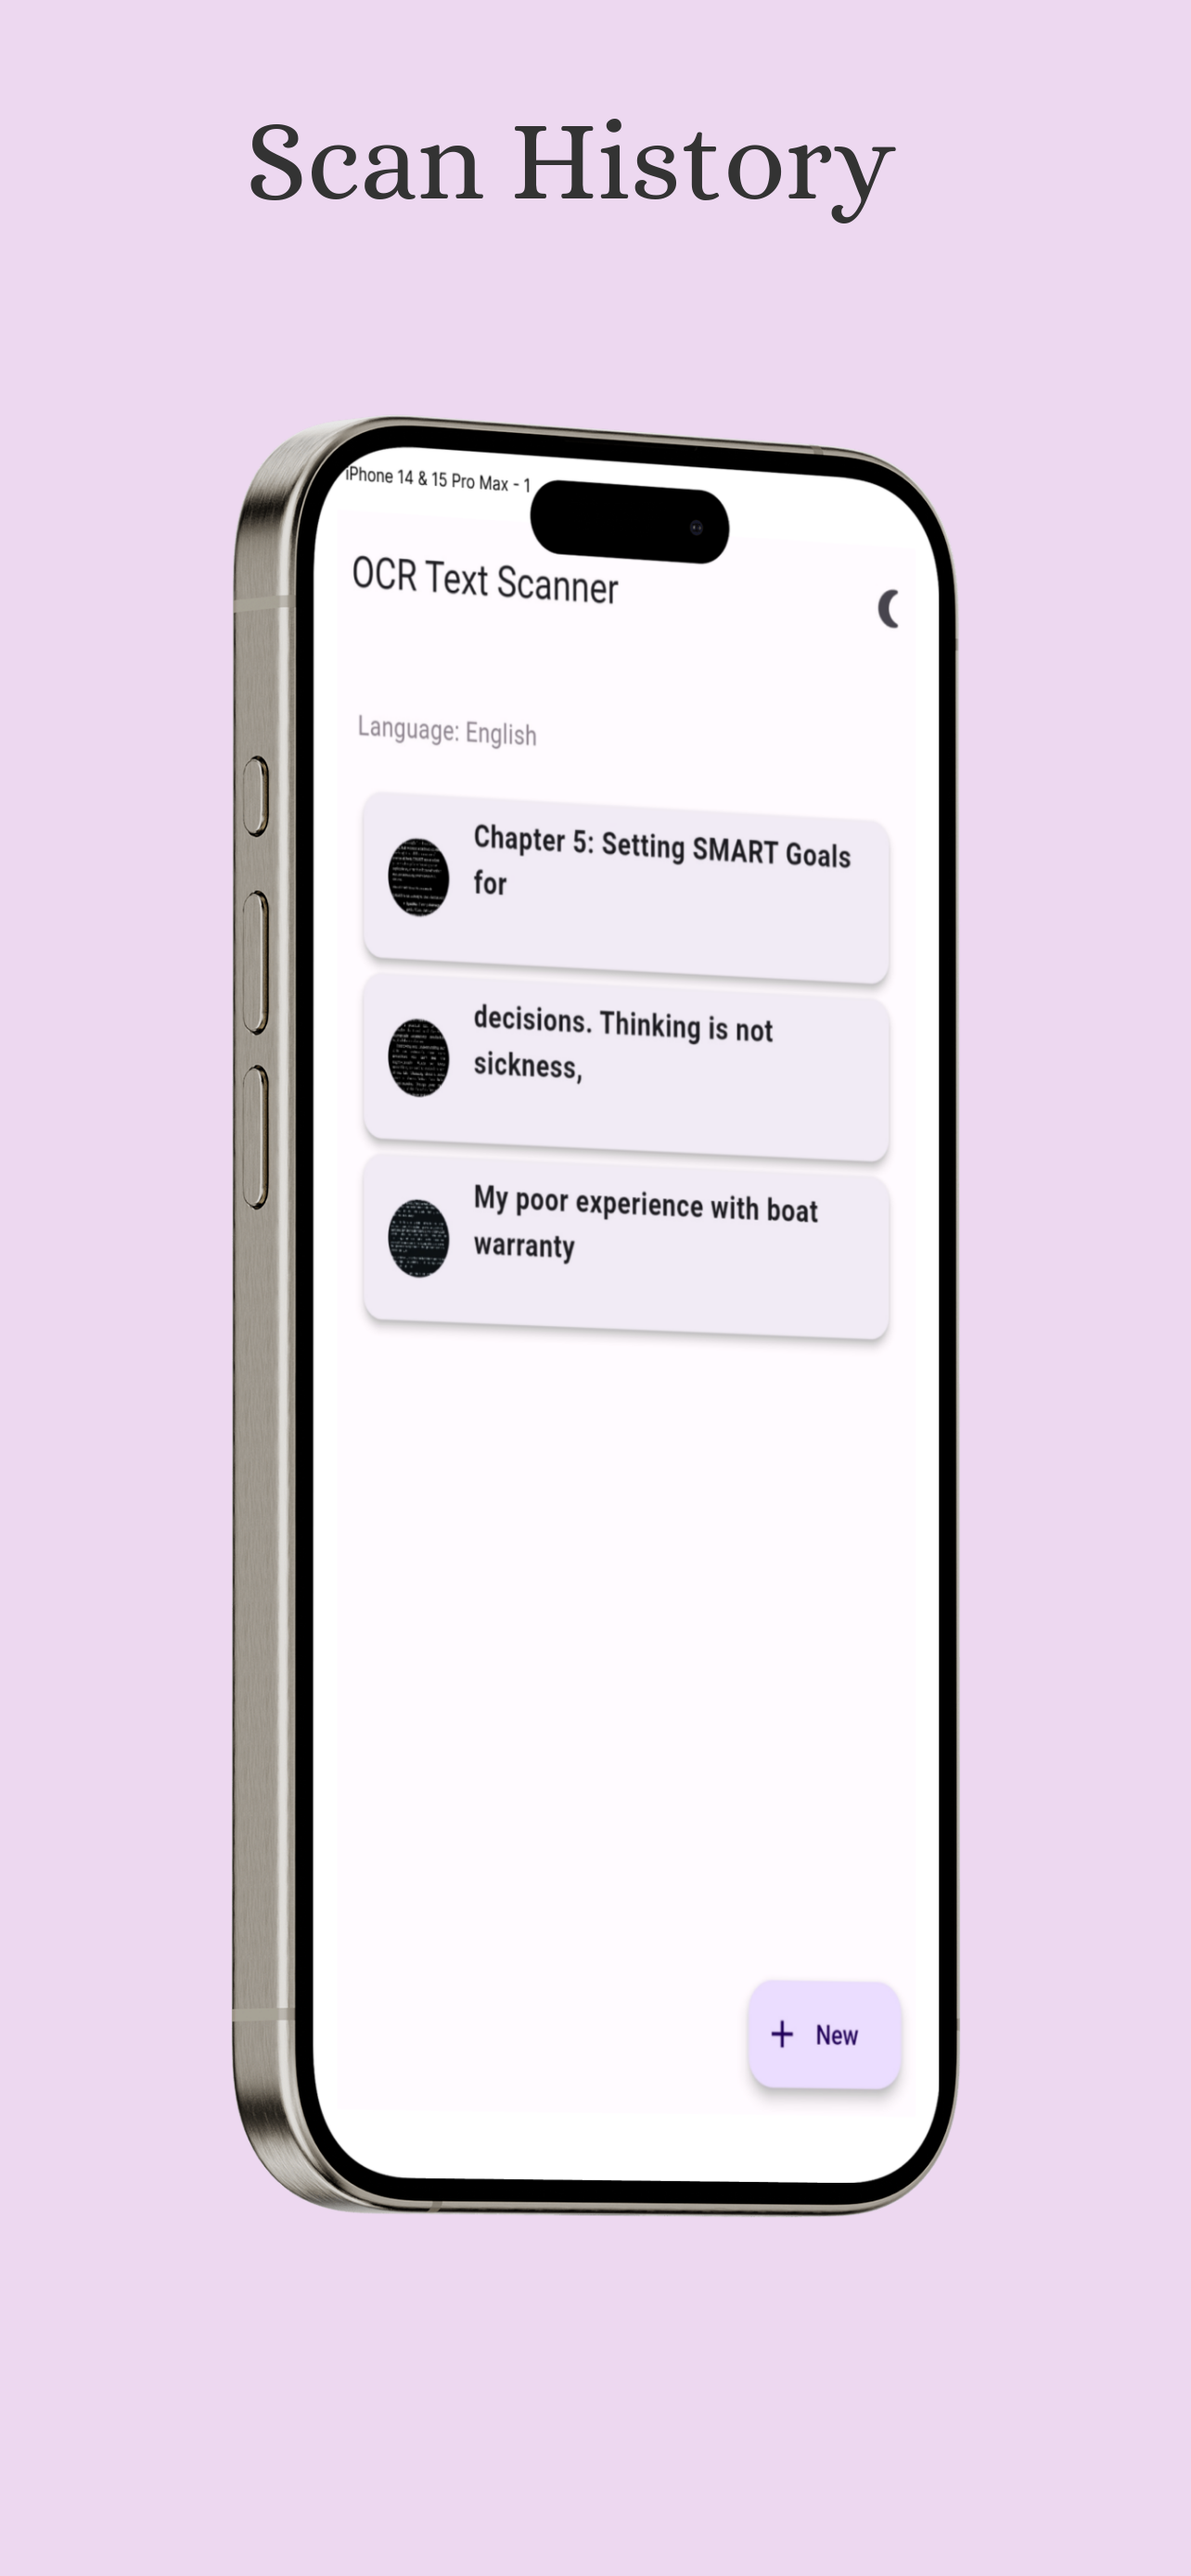 Scan History
iPhone 14 & 15 Pro Max - 1
OCR Text Scanner
Language: English
Chapter 5: Setting SMART Goals
for
decisions. Thinking is not
sickness,
My poor experience with boat
warranty
+ New